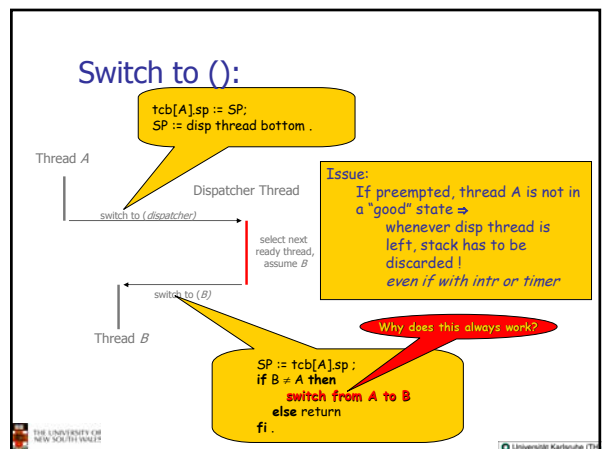 Switch to ():
tcb[A].sp := SP;
SP := disp thread bottom .
Thread A
Dispatcher Thread
switch to (dispatcher)
select next
ready thread,
assume B
switch to (B)
Thread B
Issue:
If preempted, thread A is not in
a "good" state ⇒
whenever disp thread is
left, stack has to be
discarded !
even if with intr or timer
Why does this always work?
SP := tcb[A].sp ;
if B ≠ A then
switch from A to B
else return
fi .
THE UNIVERSITY OF
NEW SOUTH WALES
Universität Karlsruhe (TH